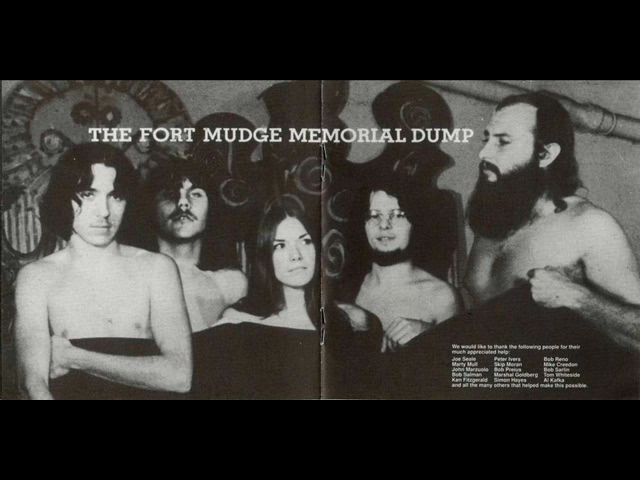 THE FORT MUDGE MEMORIAL DUMP
We would like to thank the following people for their
much appreciated help:
Joe Seale Peter Ivers Bob Reno
Marty Mull Skip Moran Mike Creedon
John Marzuolo Bob Preius Bob Sarlin
Bob Salman Marshal Goldberg Tom Whiteside
Ken Fitzgerald Simon Hayes Al Kafka
and all the many others that helped make this possible.